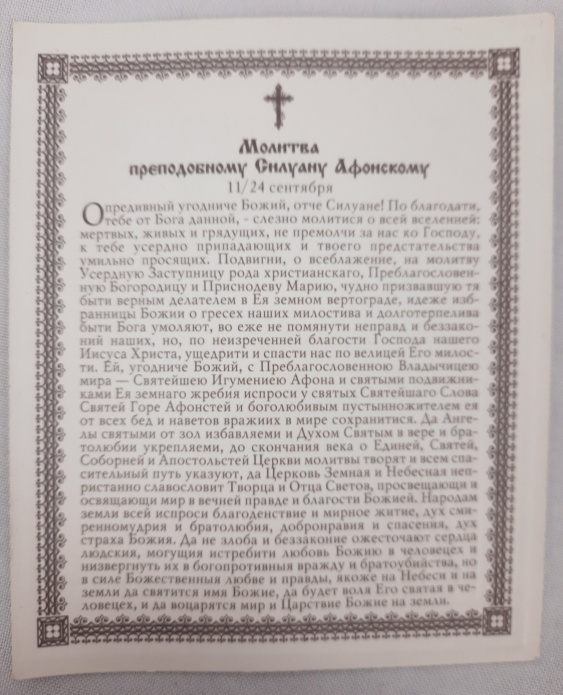 Молитва
преподобному Силуану Афонскому
11/24 сентября
Опредивный угодниче Божий, отче Силуане! По благодати,
тебе от Бога данной, - слезно молитися о всей вселенней:
мертвых, живых и грядущих, не премолчи за нас ко Господу,
к тебе усердно припадающих и твоего предстательства
умильно просящих. Подвигни, о всеблаженне, на молитву
Усердную Заступницу рода христианскаго, Преблагословен-
ную Богородицу и Приснодеву Марию, чудно призвавшую тя
быти верным делателем в Ея земном вертограде, идеже изб-
ранницы Божии о гресех наших милостива и долготерпелива
быти Бога умоляют, во еже не помянути неправд и беззако-
ний наших, но, по неизреченней благости Господа нашего
Иисуса Христа, ущедрити и спасти нас по велицей Его милос-
ти. Ей, угодниче Божий, с Преблагословенною Владычицею
мира — Святейшею Игумениею Афона и святыми подвижни-
ками Ея земнаго жребия испроси у святых Святейшаго Слова
Святей Горе Афонстей и боголюбивым пустынножителем ея
от всех бед и наветов вражиих в мире сохранитися. Да Анге-
лы святыми от зол избавляеми и Духом Святым в вере и бра-
толюбии укрепляеми, до скончания века о Единей, Святей,
Соборней и Апостольстей Церкви молитвы творят и всем спа-
сительный путь указуют, да Церковь Земная и Небесная неп-
ристанно славословит Творца и Отца Светов, просвещающи и
освящающи мир в вечней правде и благости Божией. Народам
земли всей испроси благоденствие и мирное житие, дух сми-
ренномудрия и братолюбия, добронравия и спасения, дух
страха Божия. Да не злоба и беззаконие ожесточают сердца
людския, могущия истребити любовь Божию в человецех и
низвергнуть их в богопротивныя вражду и братоубийства, но
в силе Божественныя любве и правды, якоже на Небеси и на
земли да святится имя Божие, да будет воля Его святая в че-
ловецех, и да воцарятся мир и Царствие Божие на земли.